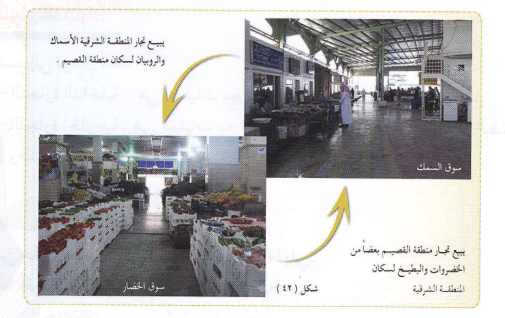 يبيع تجار المنطقة الشرقية الأسماك
والروبيان لسكان منطقة القصيم .
سوق السمك
سوق الخضار
يبيع تجار منطقة القصيم بعضاً من
الخضروات والبطيخ لسكان
المنطقة الشرقية
شكل ( ٤٢ )